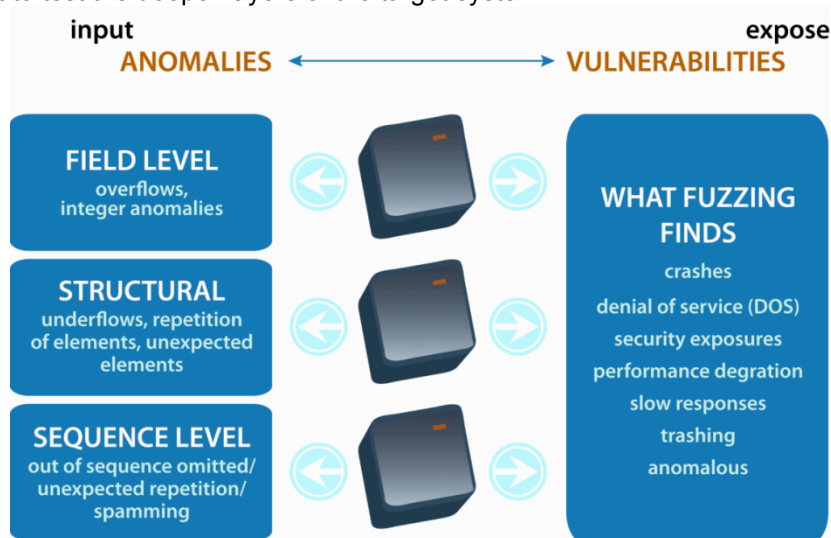 input
ANOMALIES
expose
VULNERABILITIES
FIELD LEVEL
overflows,
integer anomalies
STRUCTURAL
underflows, repetition
of elements, unexpected
elements
SEQUENCE LEVEL
out of sequence omitted/
unexpected repetition/
spamming
WHAT FUZZING
FINDS
crashes
denial of service (DOS)
security exposures
performance degration
slow responses
trashing
anomalous